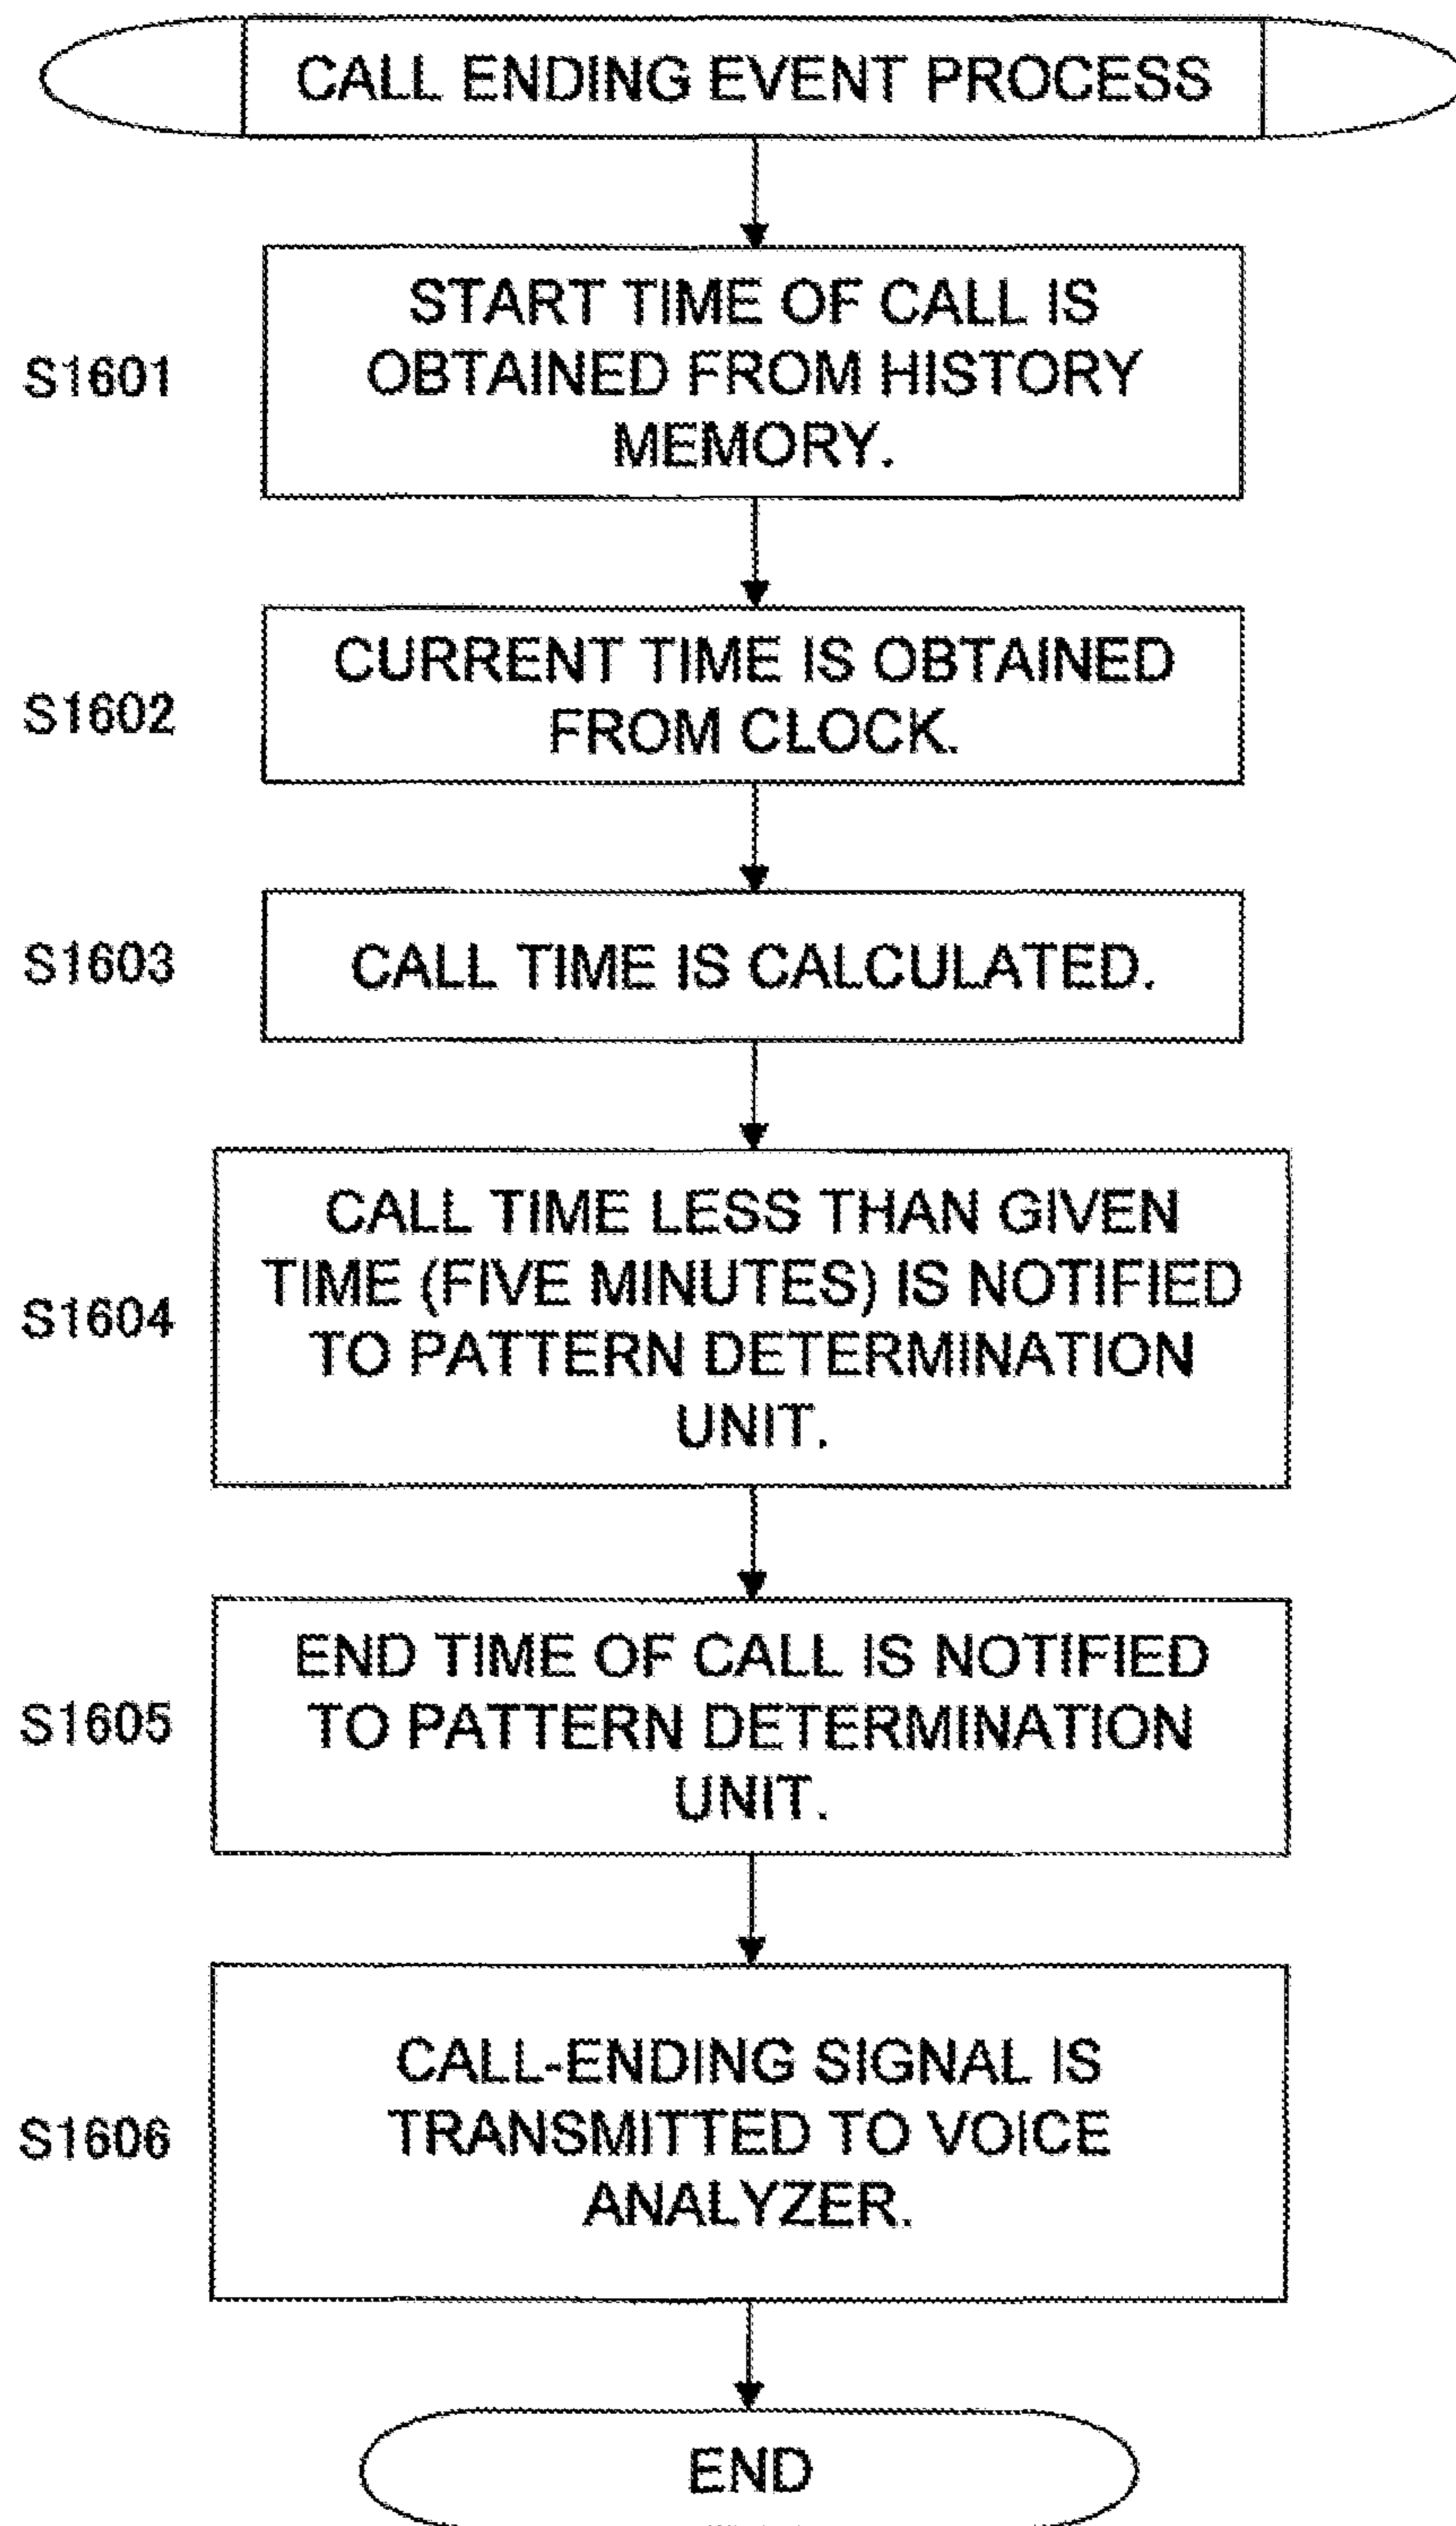 CALL ENDING EVENT PROCESS
S1601
START TIME OF CALL IS
OBTAINED FROM HISTORY
MEMORY.
S1602
CURRENT TIME IS OBTAINED
FROM CLOCK.
S1603
CALL TIME IS CALCULATED.
S1604
CALL TIME LESS THAN GIVEN
TIME (FIVE MINUTES) IS NOTIFIED
TO PATTERN DETERMINATION
UNIT.
S1605
END TIME OF CALL IS NOTIFIED
TO PATTERN DETERMINATION
UNIT.
S1606
CALL-ENDING SIGNAL IS
TRANSMITTED TO VOICE
ANALYZER.
END